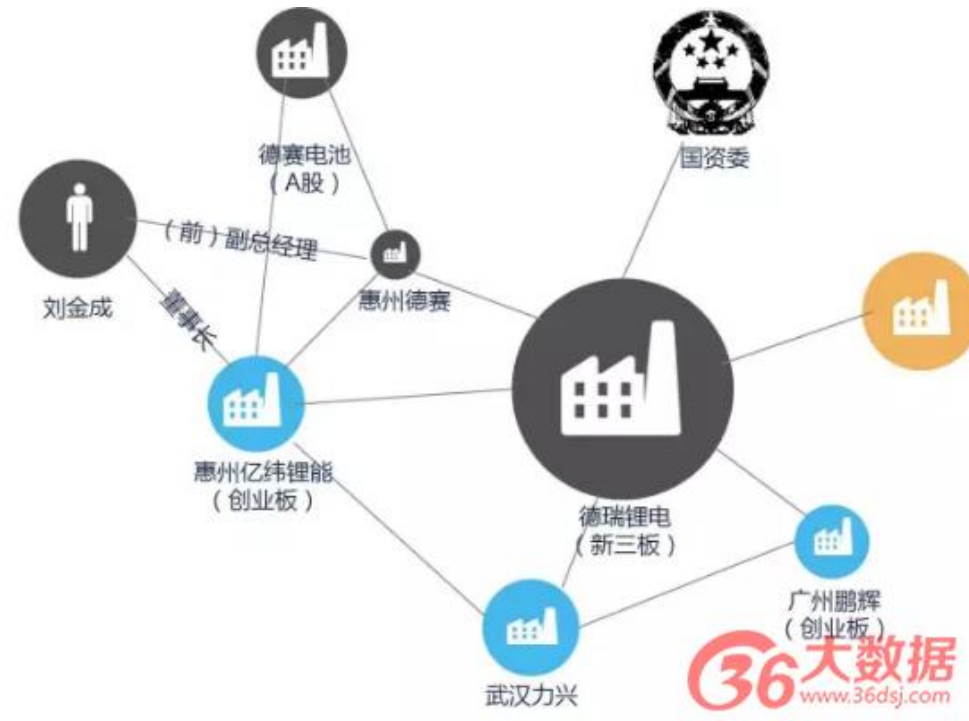 德赛电池
（A股）
国资委
（前）副总经理
惠州德赛
刘金成
董事长
惠州亿纬锂能
（创业板）
德瑞锂电
（新三板）
广州鹏辉
（创业板）
武汉力兴
36大数据
www.36dsj.com